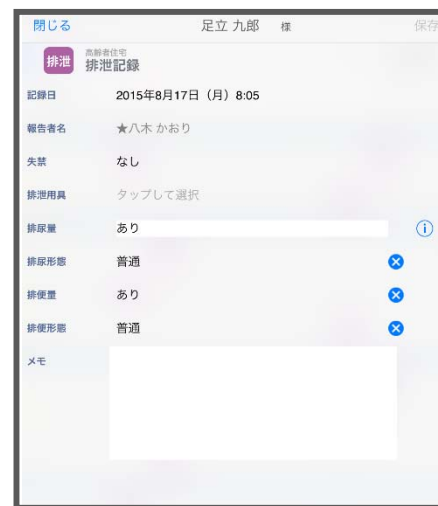 閉じる 足立 九郎 様 保存
排泄 高齢者住宅
排泄記録
記録日 2015年8月17日（月）8:05
報告者名 ★八木 かおり
失禁 なし
排泄用具 タップして選択
排尿量 あり
排尿形態 普通
排便量 あり
排便形態 普通
メモ